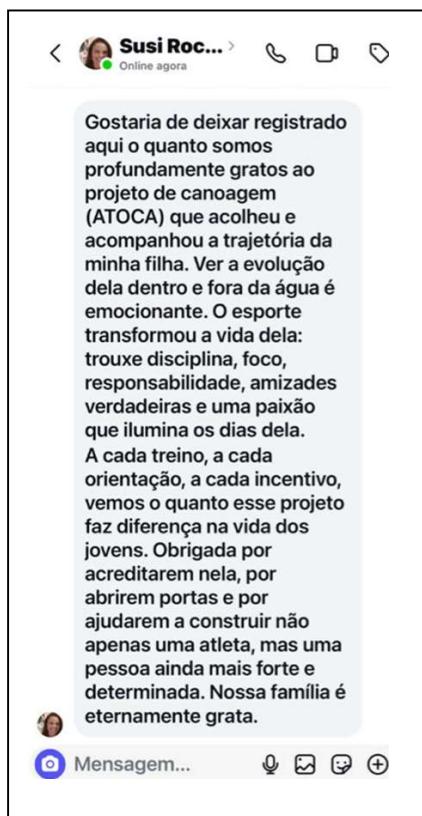 Susi Roc...
Online agora
Gostaria de deixar registrado
aqui o quanto somos
profundamente gratos ao
projeto de canoagem
(ATOCA) que acolheu e
acompanhou a trajetória da
minha filha. Ver a evolução
dela dentro e fora da água é
emocionante. O esporte
transformou a vida dela:
trouxe disciplina, foco,
responsabilidade, amizades
verdadeiras e uma paixão
que ilumina os dias dela.
A cada treino, a cada
orientação, a cada incentivo,
vemos o quanto esse projeto
faz diferença na vida dos
jovens. Obrigada por
acreditarem nela, por
abrirem portas e por
ajudarem a construir não
apenas uma atleta, mas uma
pessoa ainda mais forte e
determinada. Nossa família é
eternamente grata.
Mensagem...